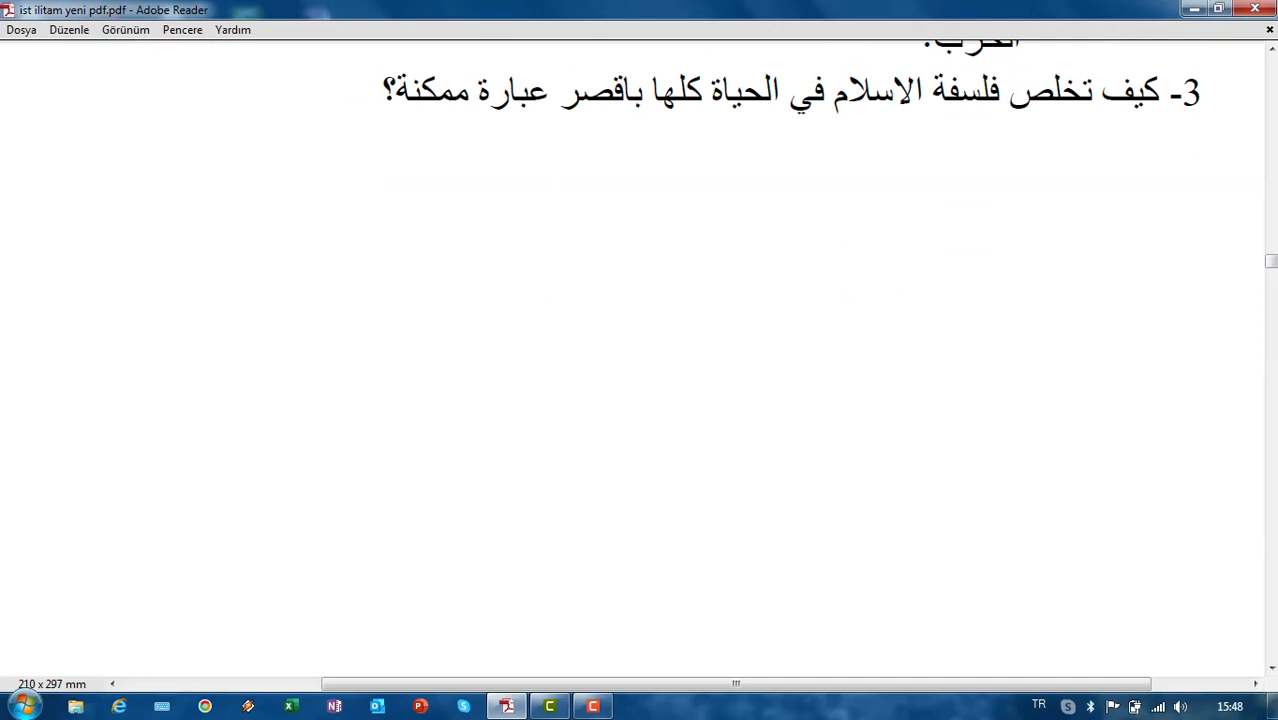 ist ilitam yeni pdf.pdf - Adobe Reader
Dosya Düzenle Görünüm Pencere Yardım
3- كيف تخلص فلسفة الاسلام في الحياة كلها باقصر عبارة ممكنة؟
210 x 297 mm
TR 15:48